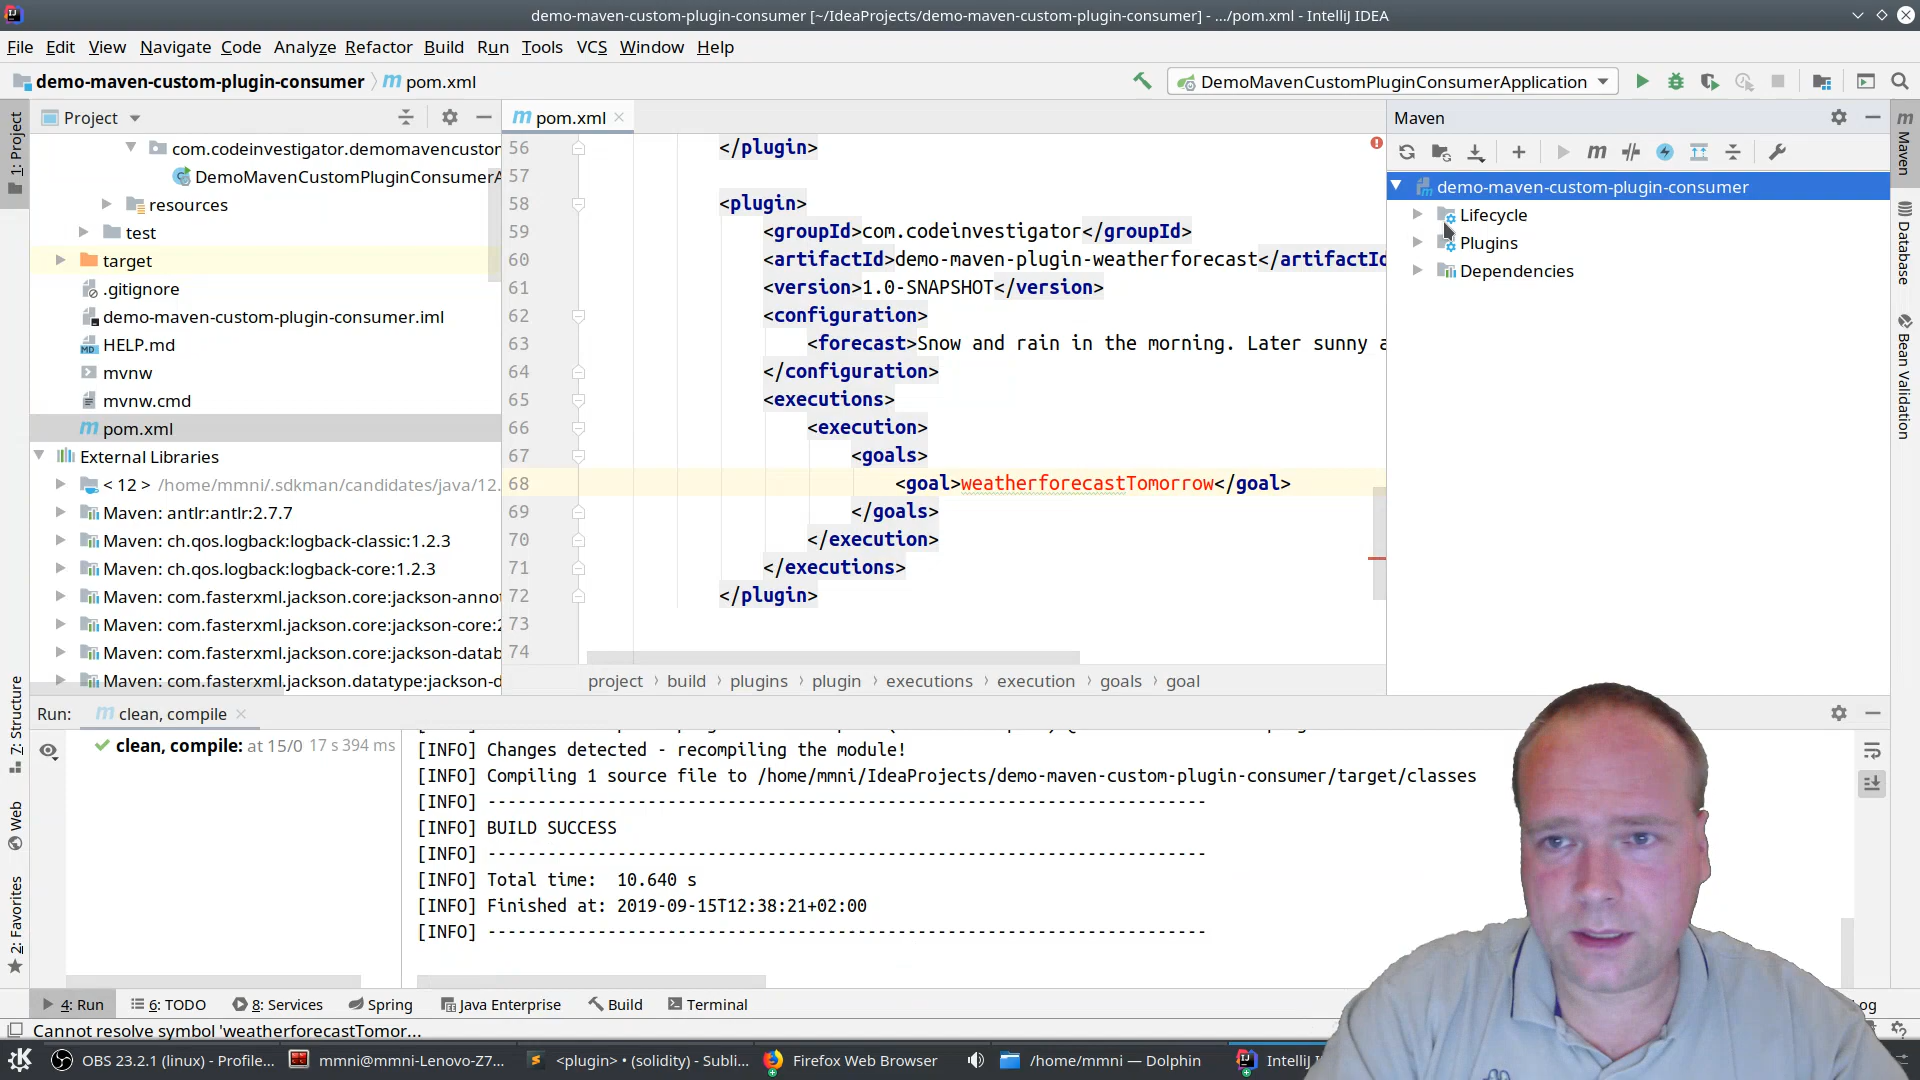 demo-maven-custom-plugin-consumer [~/IdeaProjects/demo-maven-custom-plugin-consumer] - .../pom.xml - IntelliJ IDEA
File Edit View Navigate Code Analyze Refactor Build Run Tools VCS Window Help
demo-maven-custom-plugin-consumer m pom.xml
DemoMavenCustomPluginConsumerApplication
Project
pom.xml
Maven
1: Project
com.codeinvestigator.demomavencustom
DemoMavenCustomPluginConsumerA
resources
test
target
.gitignore
demo-maven-custom-plugin-consumer.iml
HELP.md
mvnw
mvnw.cmd
pom.xml
External Libraries
< 12 > /home/mmni/.sdkman/candidates/java/12.
Maven: antlr:antlr:2.7.7
Maven: ch.qos.logback:logback-classic:1.2.3
Maven: ch.qos.logback:logback-core:1.2.3
Maven: com.fasterxml.jackson.core:jackson-annot
Maven: com.fasterxml.jackson.core:jackson-core:2
Maven: com.fasterxml.jackson.core:jackson-datab
Maven: com.fasterxml.jackson.datatype:jackson-d
56 </plugin>
57
58 <plugin>
59 <groupId>com.codeinvestigator</groupId>
60 <artifactId>demo-maven-plugin-weatherforecast</artifactId
61 <version>1.0-SNAPSHOT</version>
62 <configuration>
63 <forecast>Snow and rain in the morning. Later sunny a
64 </configuration>
65 <executions>
66 <execution>
67 <goals>
68 <goal>weatherforecastTomorrow</goal>
69 </goals>
70 </execution>
71 </executions>
72 </plugin>
73
74
project › build › plugins › plugin › executions › execution › goals › goal
demo-maven-custom-plugin-consumer
Lifecycle
Plugins
Dependencies
Maven
Database
Bean Validation
7: Structure
Web
2: Favorites
Run: m clean, compile
clean, compile: at 15/0 17 s 394 ms
[INFO] Changes detected - recompiling the module!
[INFO] Compiling 1 source file to /home/mmni/IdeaProjects/demo-maven-custom-plugin-consumer/target/classes
[INFO] ------------------------------------------------------------------------
[INFO] BUILD SUCCESS
[INFO] ------------------------------------------------------------------------
[INFO] Total time:  10.640 s
[INFO] Finished at: 2019-09-15T12:38:21+02:00
[INFO] ------------------------------------------------------------------------
4: Run 6: TODO 8: Services Spring Java Enterprise Build Terminal
Cannot resolve symbol 'weatherforecastTomor...
OBS 23.2.1 (linux) - Profile... mmni@mmni-Lenovo-Z7... <plugin> • (solidity) - Subli... Firefox Web Browser /home/mmni — Dolphin IntelliJ I